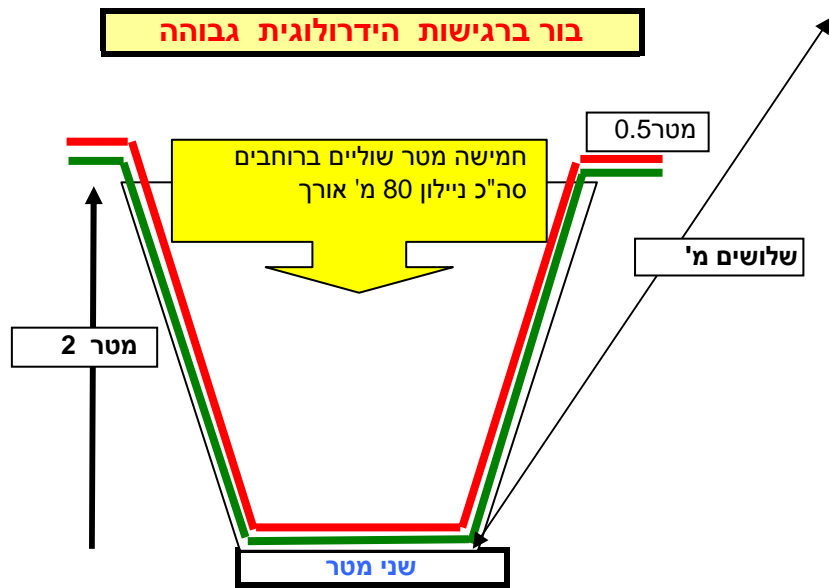 בור ברגישות הידרולוגית גבוהה
מטר0.5
חמישה מטר שוליים ברוחבים
סה"כ ניילון 80 מ' אורך
שלושים מ'
מטר 2
שני מטר